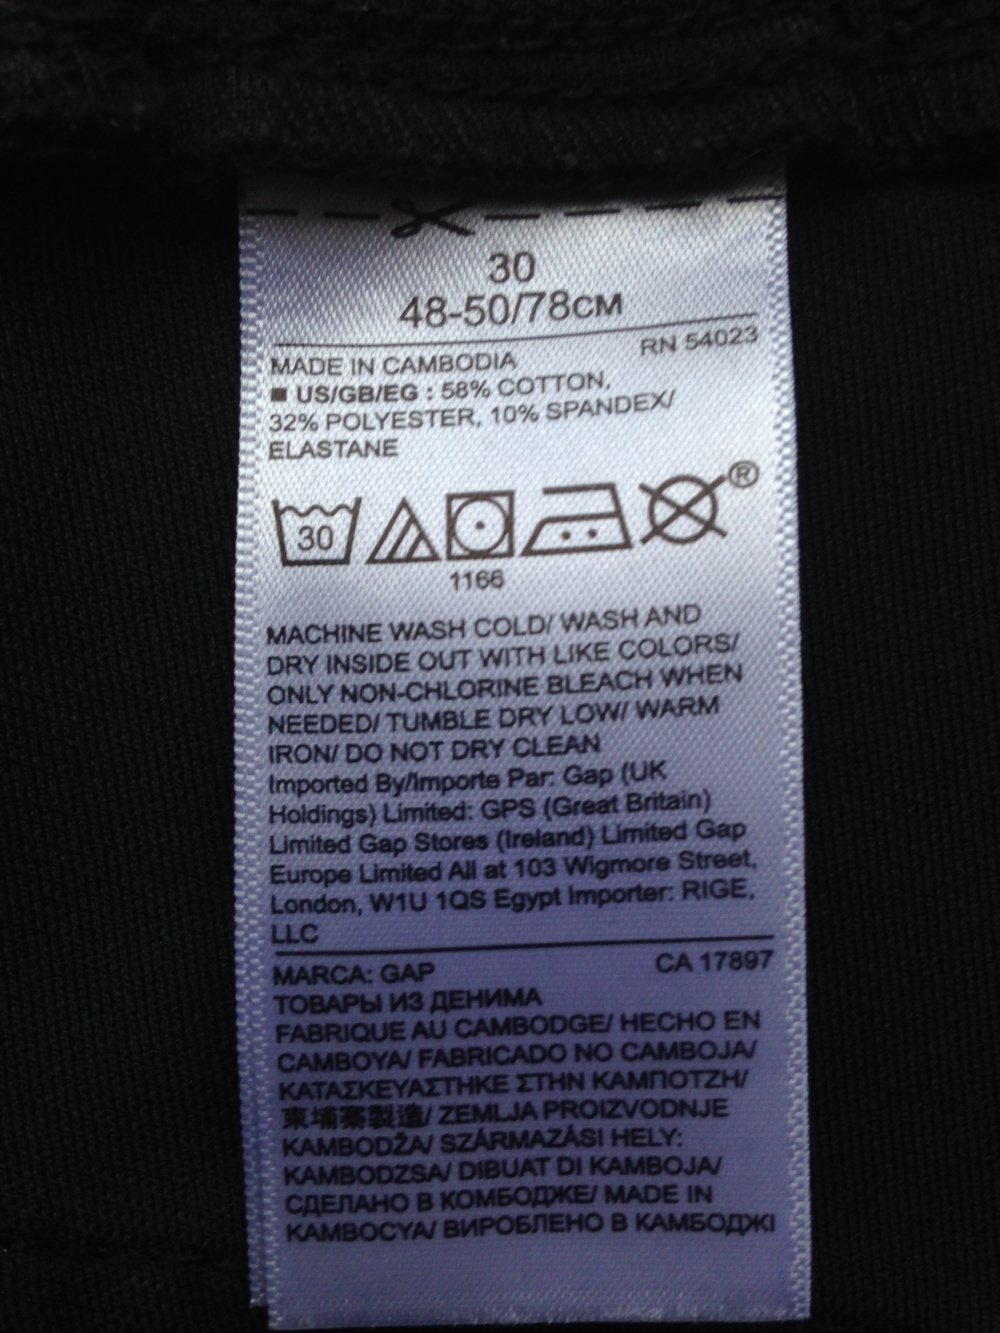 30
48-50/78CM
RN 54023
MADE IN CAMBODIA
■ US/GB/EG : 58% COTTON,
32% POLYESTER, 10% SPANDEX/
ELASTANE
30
®
1166
MACHINE WASH COLD/ WASH AND
DRY INSIDE OUT WITH LIKE COLORS/
ONLY NON-CHLORINE BLEACH WHEN
NEEDED/ TUMBLE DRY LOW/ WARM
IRON/ DO NOT DRY CLEAN
Imported By/Importe Par: Gap (UK
Holdings) Limited: GPS (Great Britain)
Limited Gap Stores (Ireland) Limited Gap
Europe Limited All at 103 Wigmore Street,
London, W1U 1QS Egypt Importer: RIGE,
LLC
MARCA: GAP CA 17897
ТОВАРЫ ИЗ ДЕНИМА
FABRIQUE AU CAMBODGE/ HECHO EN
CAMBOYA/ FABRICADO NO CAMBOJA/
ΚΑΤΑΣΚΕΥΑΣΤΗΚΕ ΣΤΗΝ ΚΑΜΠΟΤΖΗ/
柬埔寨製造/ ZEMLJA PROIZVODNJE
KAMBODŽA/ SZÁRMAZÁSI HELY:
KAMBODZSA/ DIBUAT DI KAMBOJA/
СДЕЛАНО В КОМБОДЖЕ/ MADE IN
KAMBOCYA/ ВИРОБЛЕНО В КАМБОДЖІ